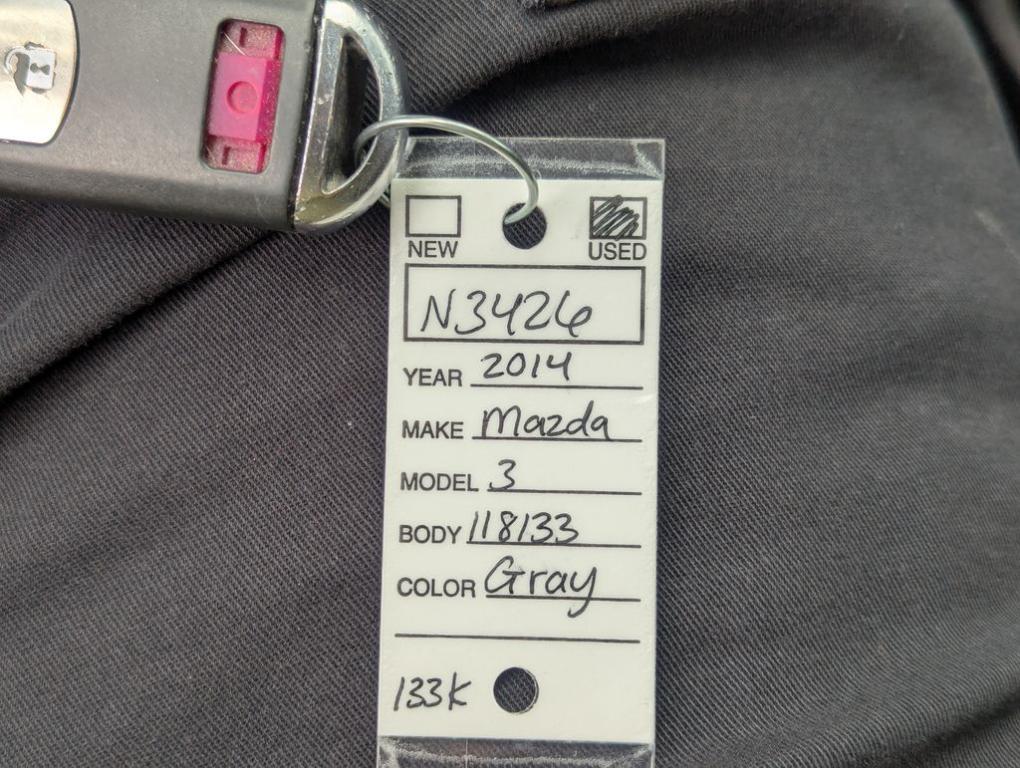 NEW USED
N3426
YEAR 2014
MAKE Mazda
MODEL 3
BODY 118133
COLOR Gray
133K